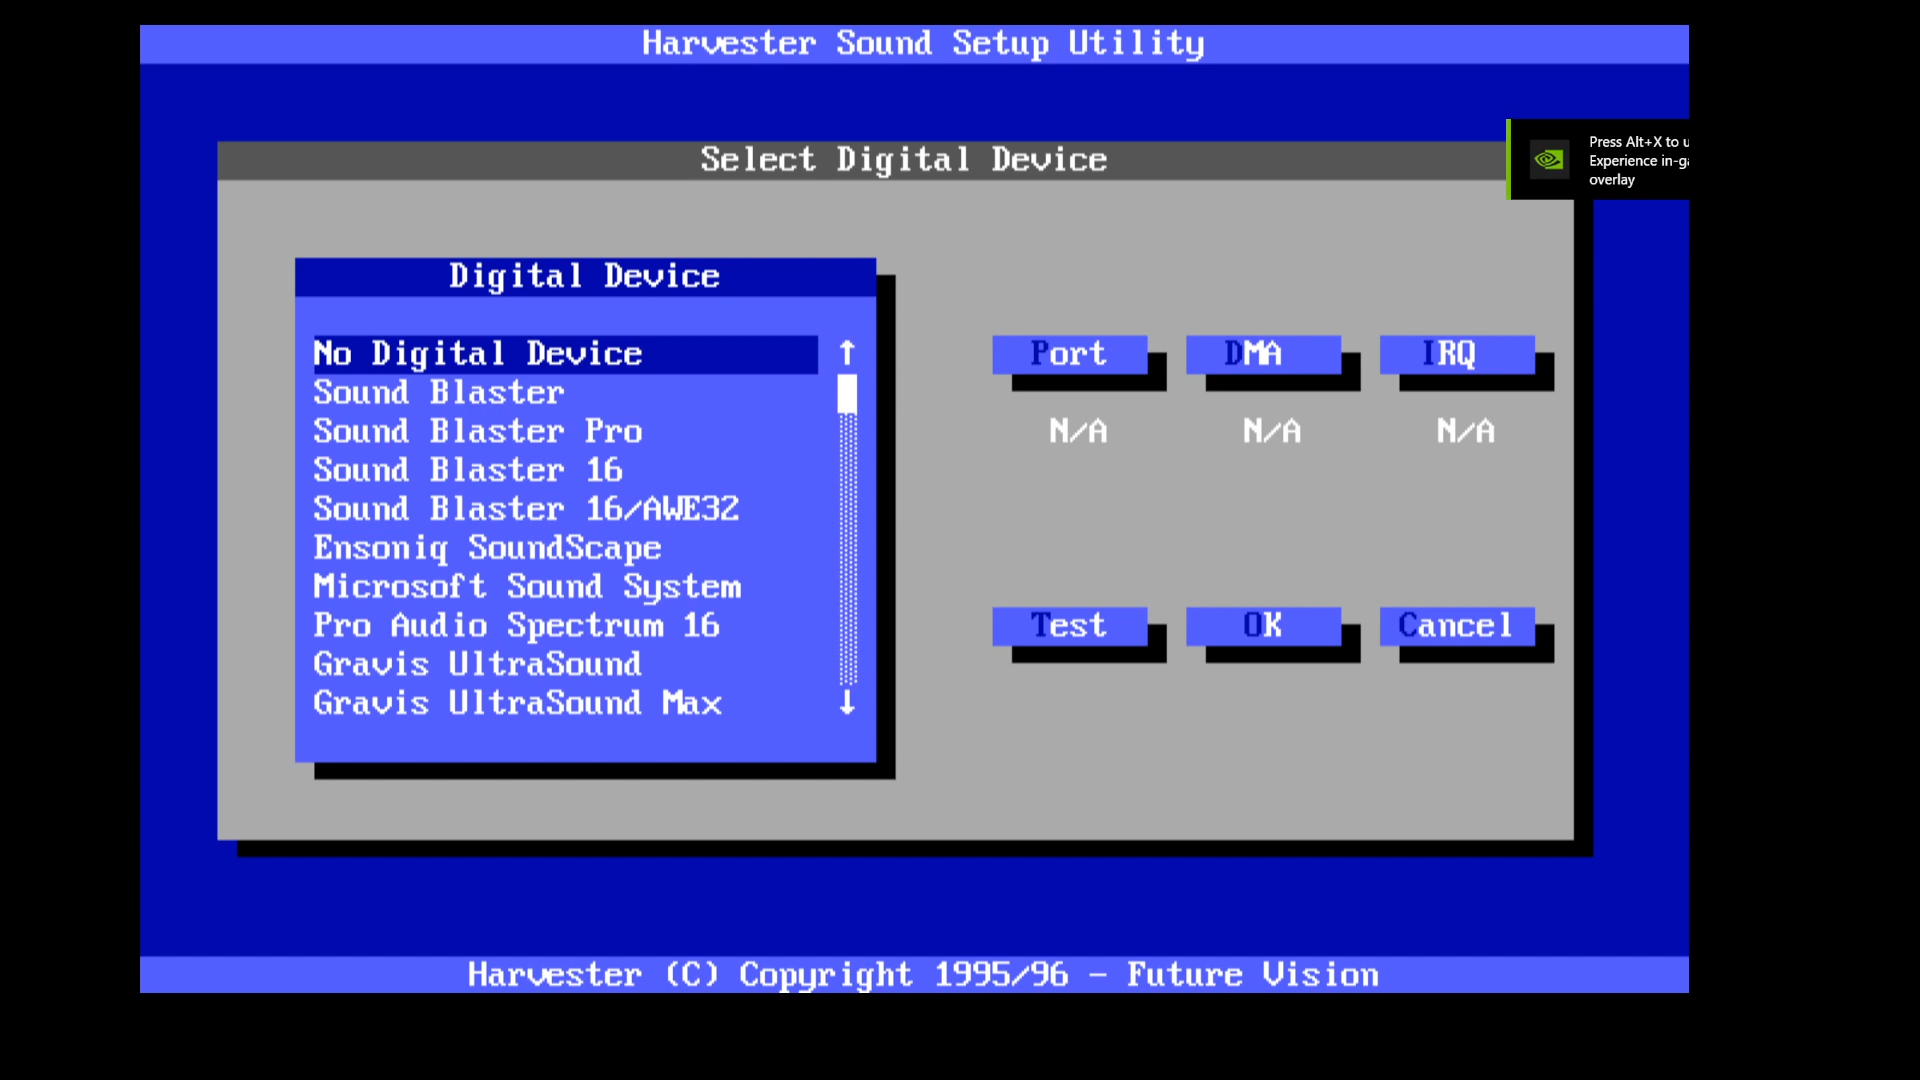 Harvester Sound Setup Utility
Select Digital Device
Press Alt+X to u
Experience in-ga
overlay
Digital Device
No Digital Device ↑
Sound Blaster
Sound Blaster Pro
Sound Blaster 16
Sound Blaster 16/AWE32
Ensoniq SoundScape
Microsoft Sound System
Pro Audio Spectrum 16
Gravis UltraSound
Gravis UltraSound Max ↓
Port DMA IRQ
N/A N/A N/A
Test OK Cancel
Harvester (C) Copyright 1995/96 - Future Vision